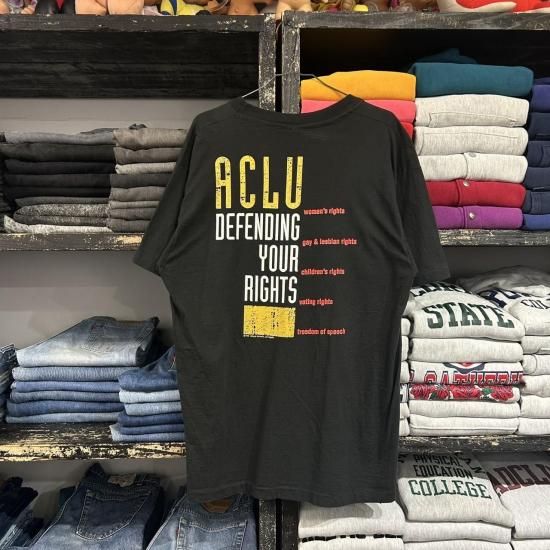 ACLU
women's rights
DEFENDING
gay & lesbian rights
YOUR
children's rights
RIGHTS
voting rights
freedom of speech
STATE
PHYSICAL
EDUCATION
COLLEGE